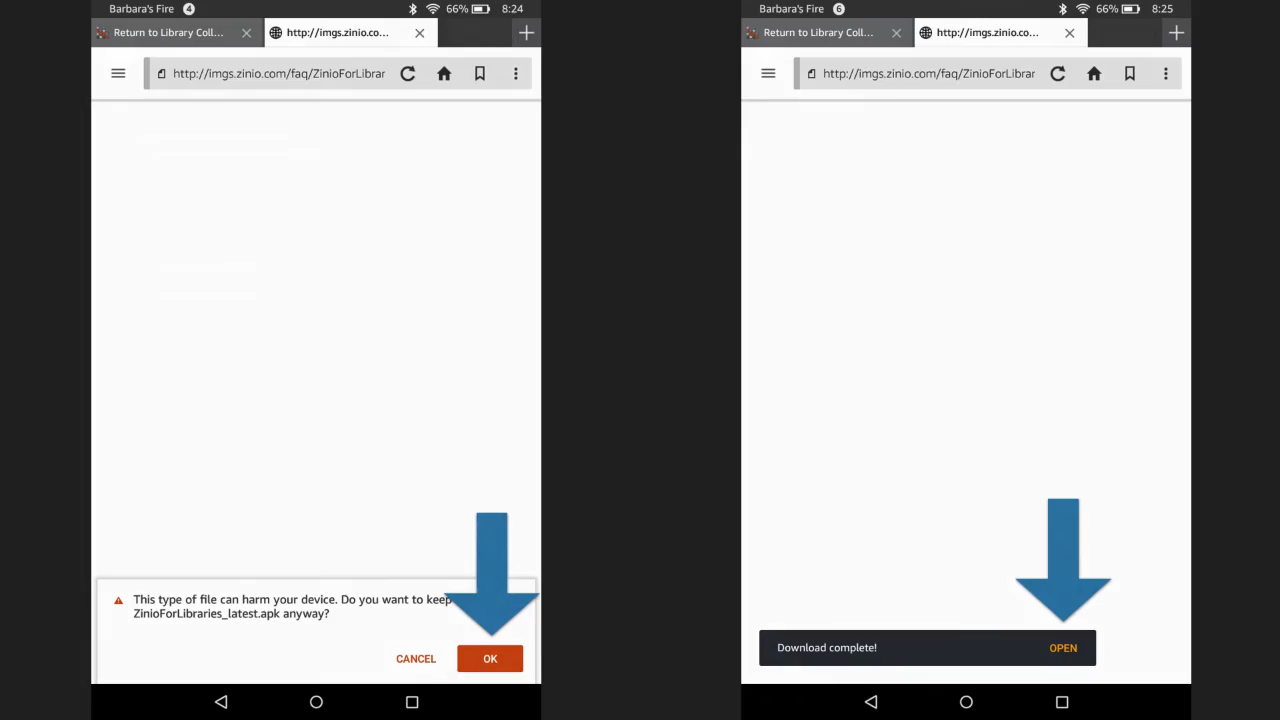 Barbara's Fire 4 66% 8:24
Return to Library Coll... http://imgs.zinio.co...
http://imgs.zinio.com/faq/ZinioForLibrar
This type of file can harm your device. Do you want to keep
ZinioForLibraries_latest.apk anyway?
CANCEL OK
Barbara's Fire 6 66% 8:25
Return to Library Coll... http://imgs.zinio.co...
http://imgs.zinio.com/faq/ZinioForLibrar
Download complete! OPEN